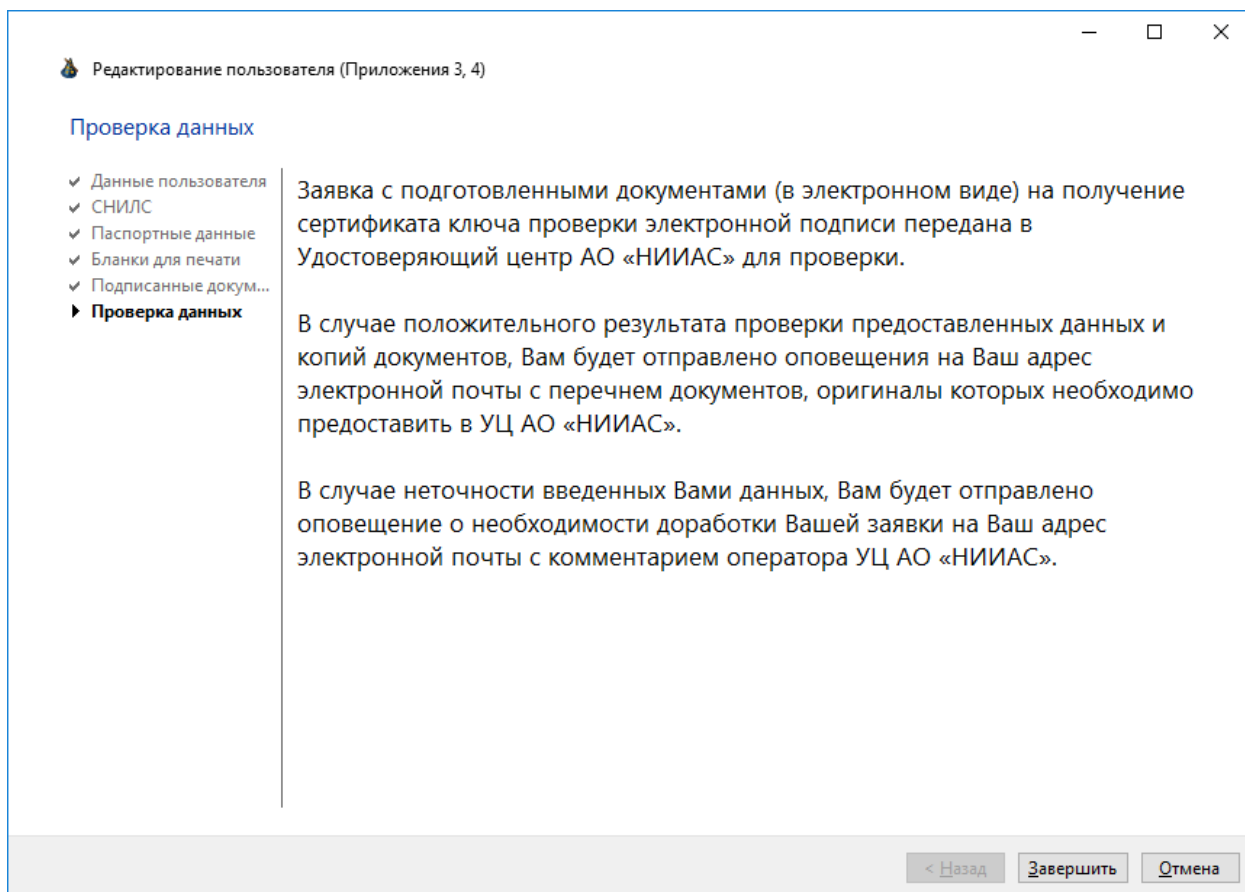 Редактирование пользователя (Приложения 3, 4)
Проверка данных
Данные пользователя
СНИЛС
Паспортные данные
Бланки для печати
Подписанные докум...
Проверка данных
Заявка с подготовленными документами (в электронном виде) на получение
сертификата ключа проверки электронной подписи передана в
Удостоверяющий центр АО «НИИАС» для проверки.
В случае положительного результата проверки предоставленных данных и
копий документов, Вам будет отправлено оповещения на Ваш адрес
электронной почты с перечнем документов, оригиналы которых необходимо
предоставить в УЦ АО «НИИАС».
В случае неточности введенных Вами данных, Вам будет отправлено
оповещение о необходимости доработки Вашей заявки на Ваш адрес
электронной почты с комментарием оператора УЦ АО «НИИАС».
< Назад
Завершить
Отмена